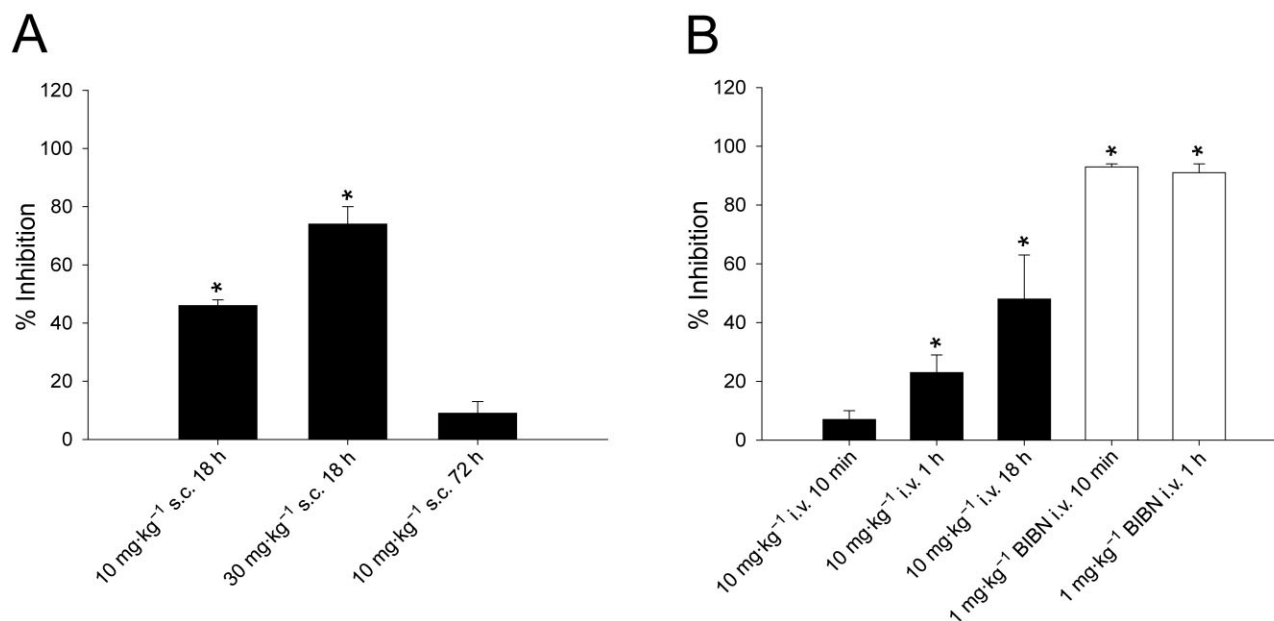 A
% Inhibition
120
100
80
60
40
20
0
*
*
10 mg·kg⁻¹ s.c. 18 h
30 mg·kg⁻¹ s.c. 18 h
10 mg·kg⁻¹ s.c. 72 h
B
% Inhibition
120
100
80
60
40
20
0
*
*
*
*
10 mg·kg⁻¹ i.v. 10 min
10 mg·kg⁻¹ i.v. 1 h
10 mg·kg⁻¹ i.v. 18 h
1 mg·kg⁻¹ BIBN i.v. 10 min
1 mg·kg⁻¹ BIBN i.v. 1 h